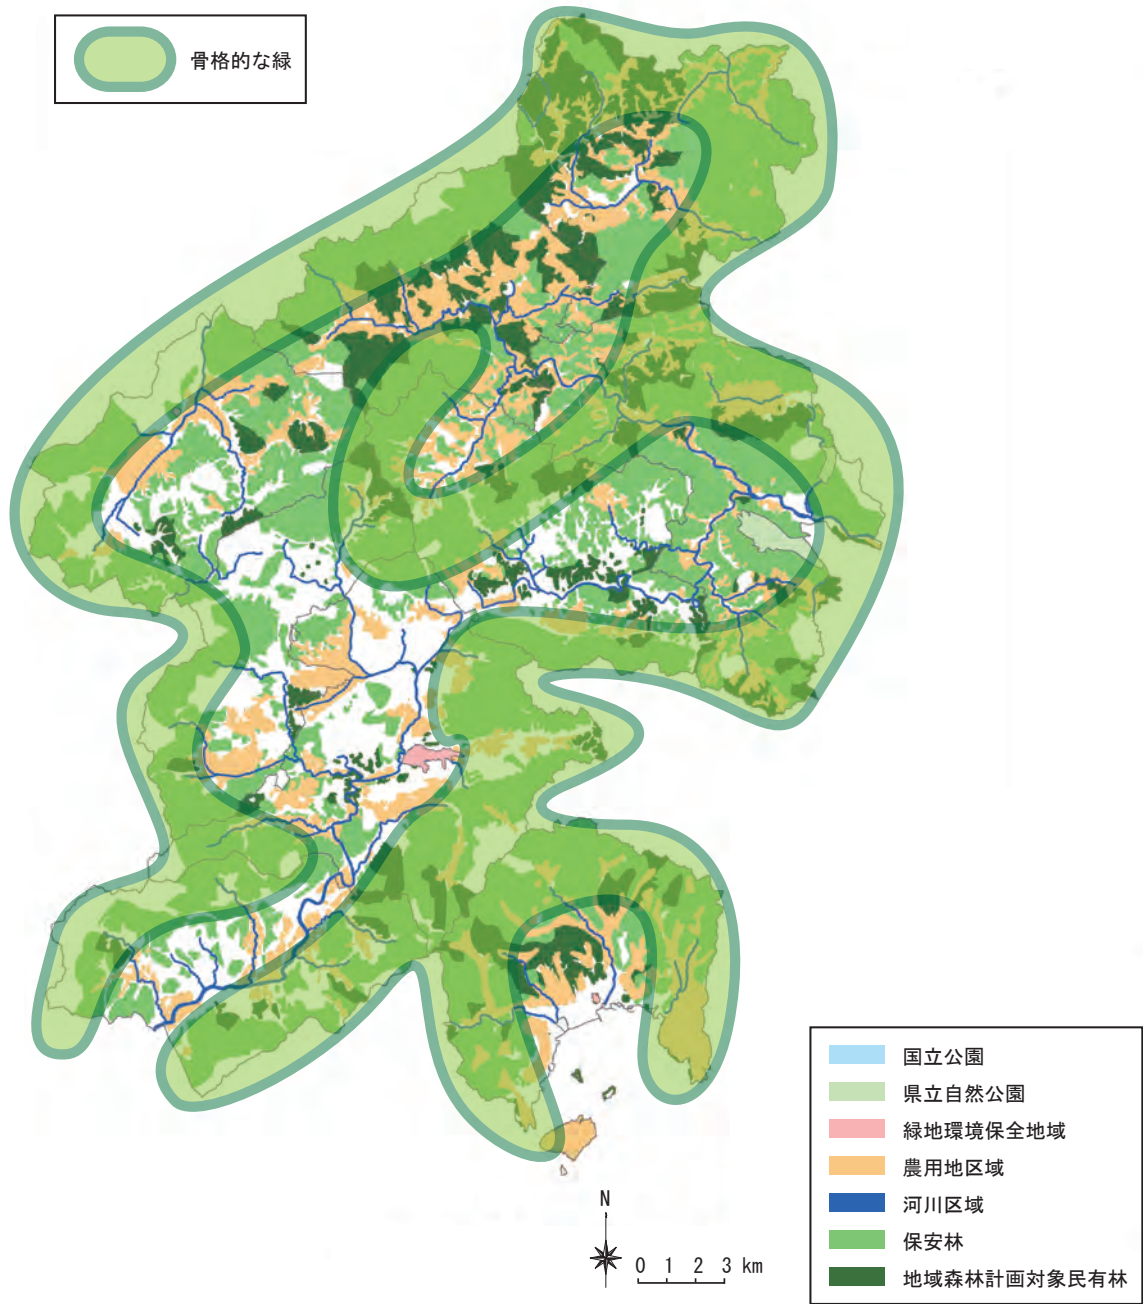 骨格的な緑
国立公園
県立自然公園
緑地環境保全地域
農用地区域
河川区域
保安林
地域森林計画対象民有林
N
0 1 2 3 km